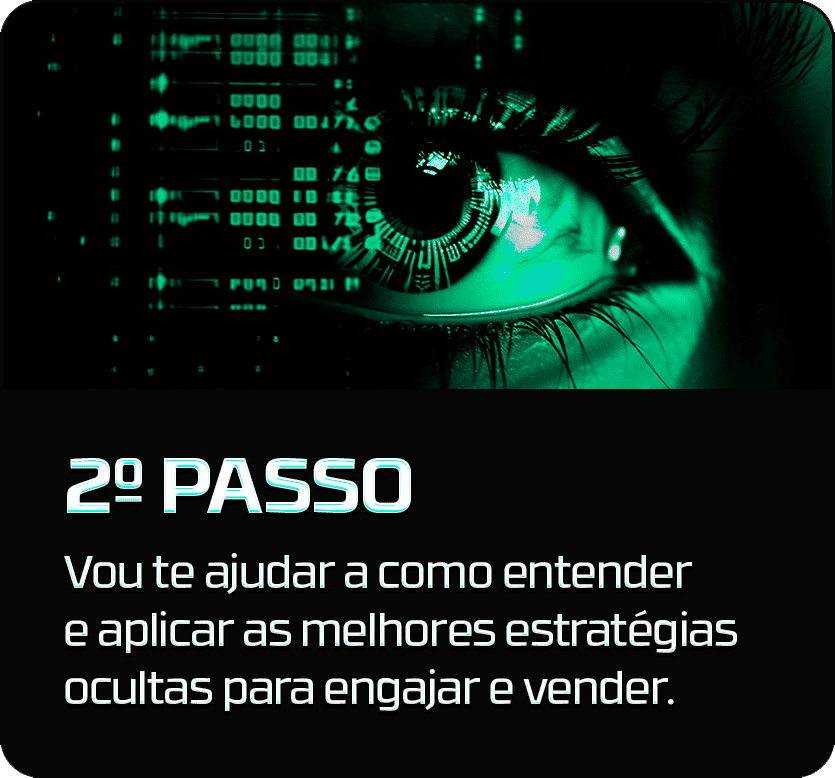 2º PASSO
Vou te ajudar a como entender
e aplicar as melhores estratégias
ocultas para engajar e vender.